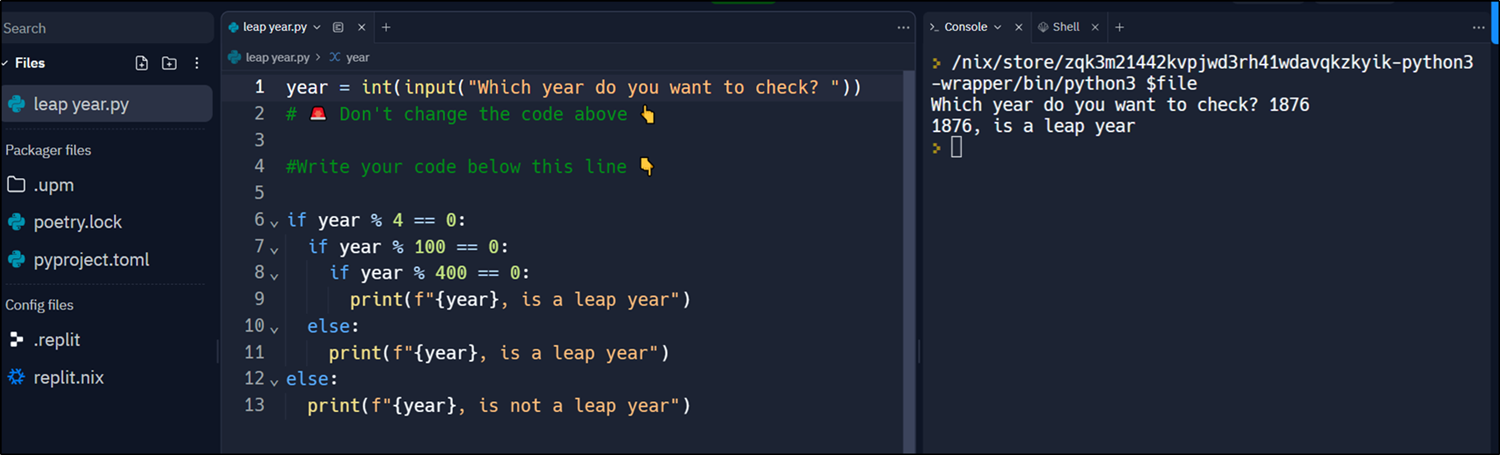 Search
Files
leap year.py
Packager files
.upm
poetry.lock
pyproject.toml
Config files
.replit
replit.nix
leap year.py
leap year.py > year
1 year = int(input("Which year do you want to check? "))
2 # 🚨 Don't change the code above 👆
3
4 #Write your code below this line 👇
5
6 if year % 4 == 0:
7   if year % 100 == 0:
8     if year % 400 == 0:
9       print(f"{year}, is a leap year")
10   else:
11     print(f"{year}, is a leap year")
12 else:
13   print(f"{year}, is not a leap year")
Console Shell
/nix/store/zqk3m21442kvpjwd3rh41wdavqkzkyik-python3
-wrapper/bin/python3 $file
Which year do you want to check? 1876
1876, is a leap year